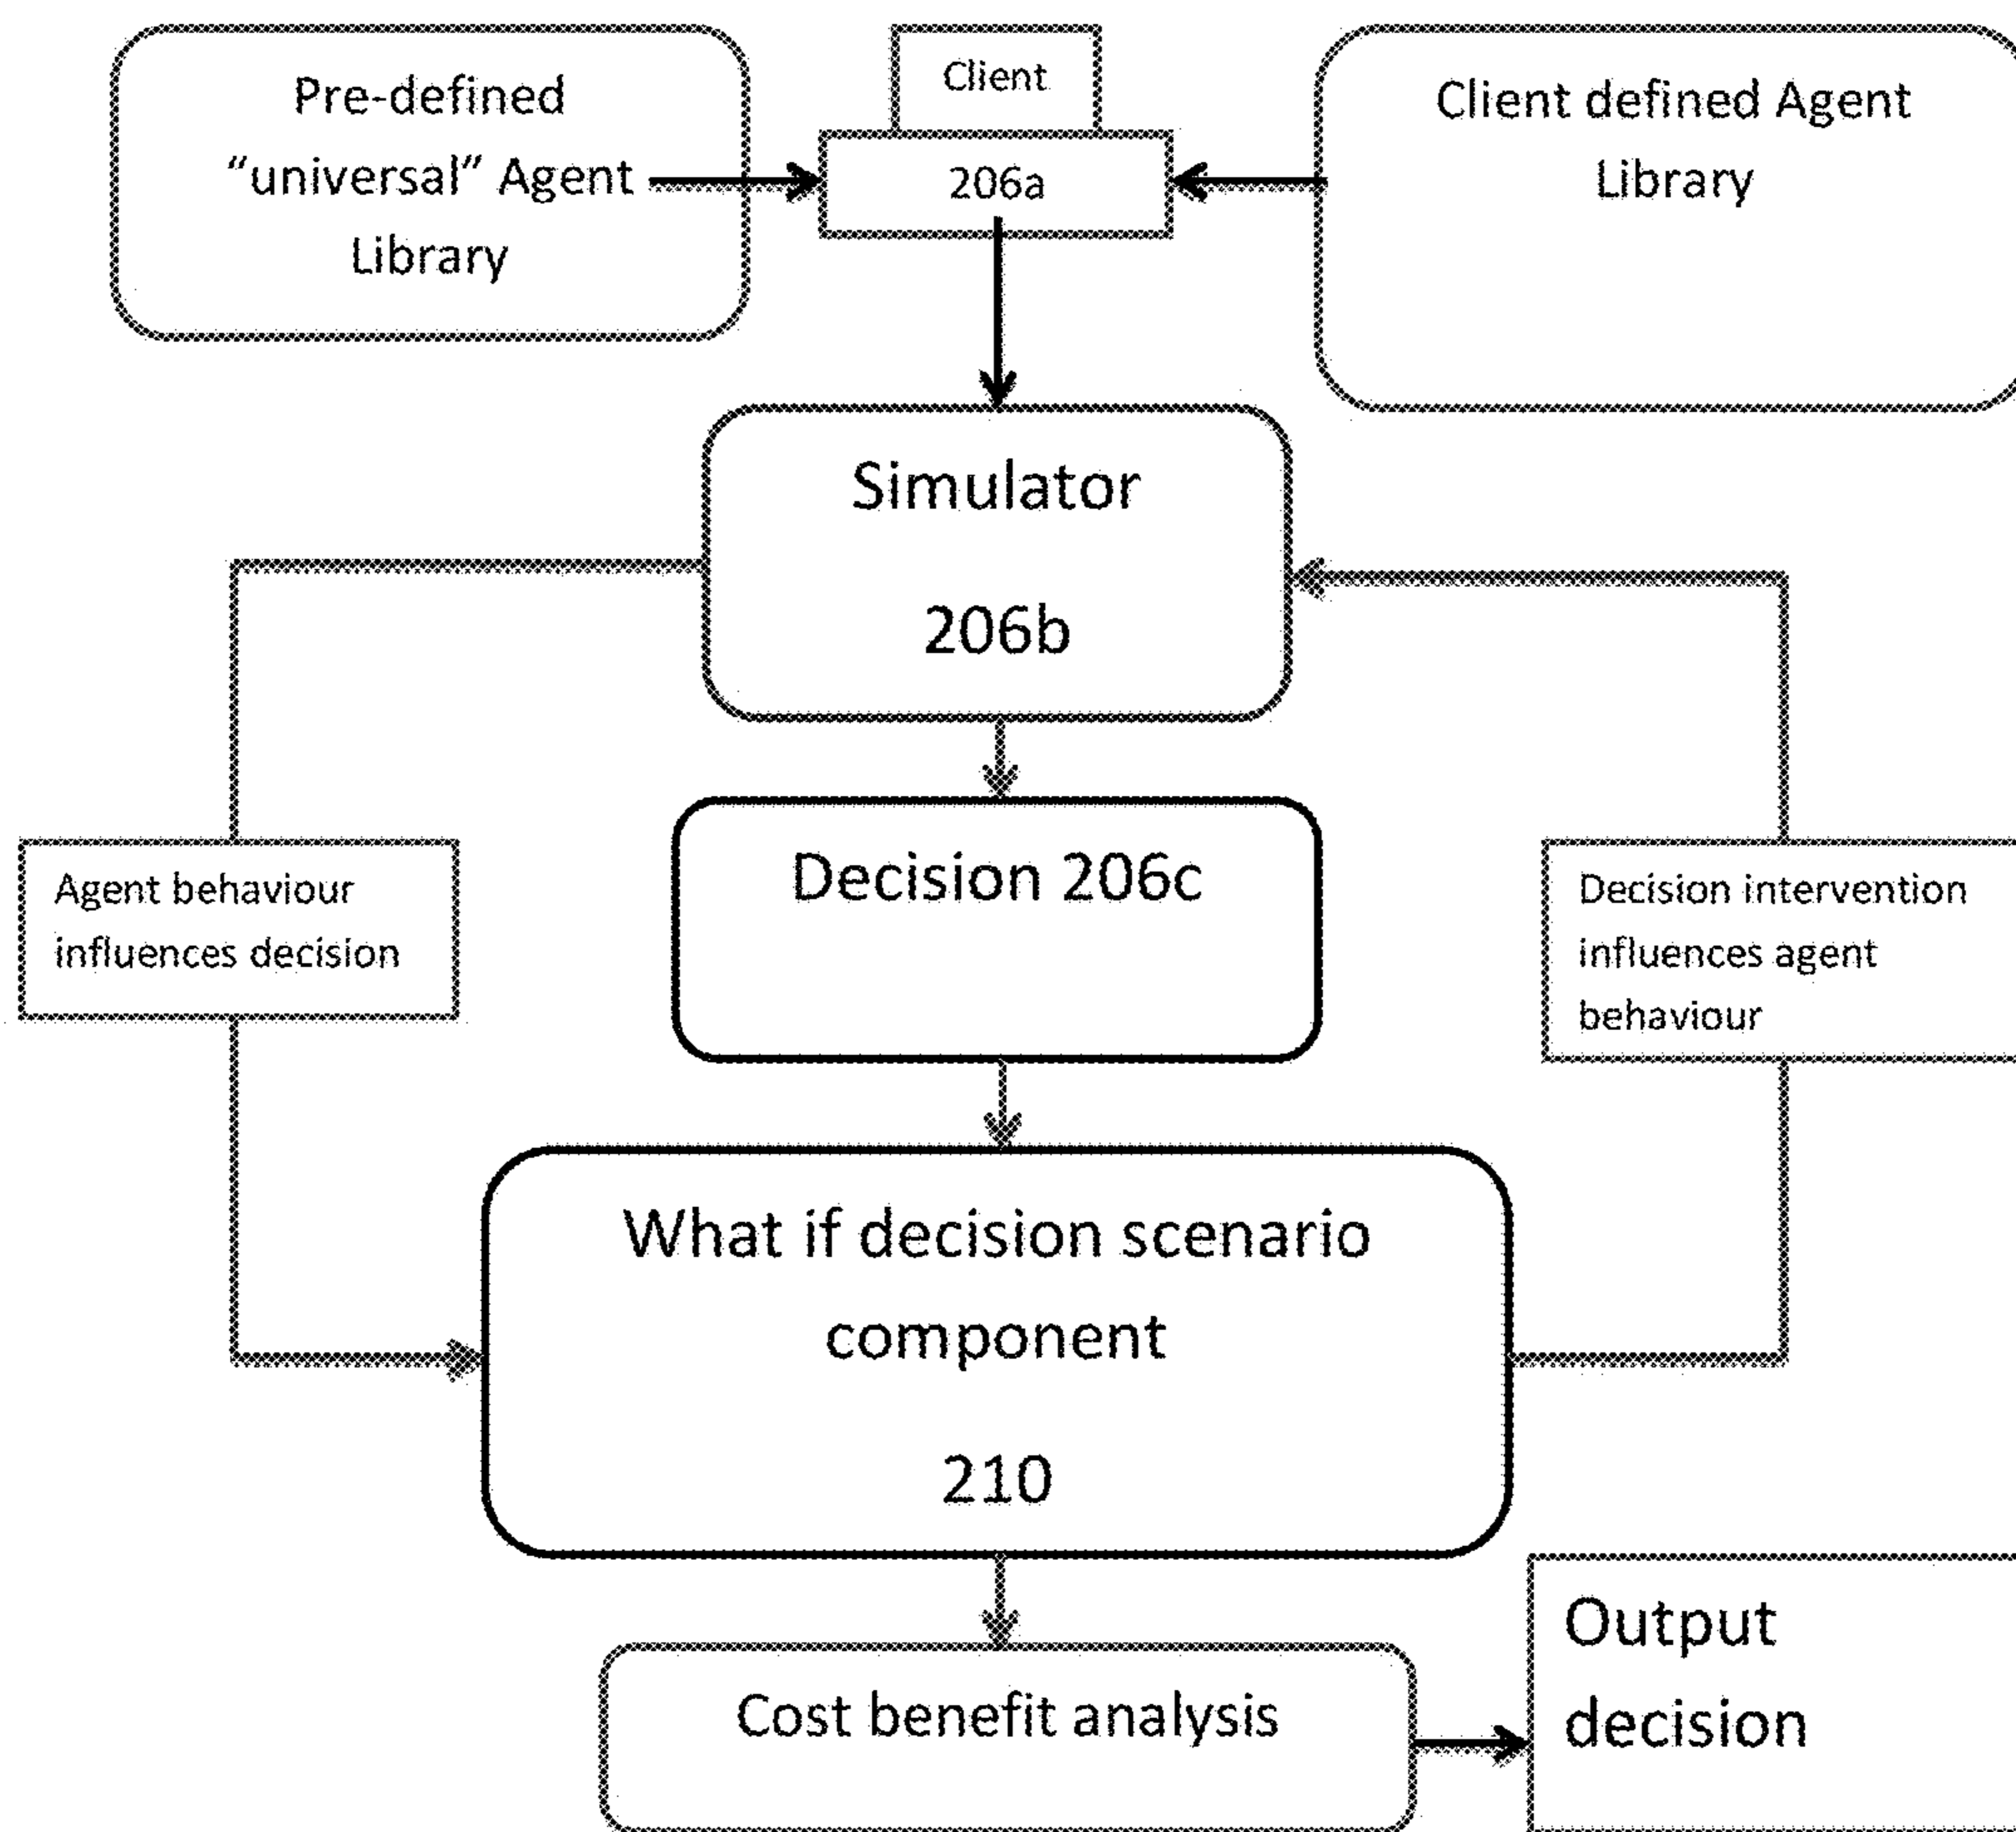 Pre-defined
“universal” Agent
Library
Client
206a
Client defined Agent
Library
Simulator
206b
Agent behaviour
influences decision
Decision 206c
Decision intervention
influences agent
behaviour
What if decision scenario
component
210
Cost benefit analysis
Output
decision